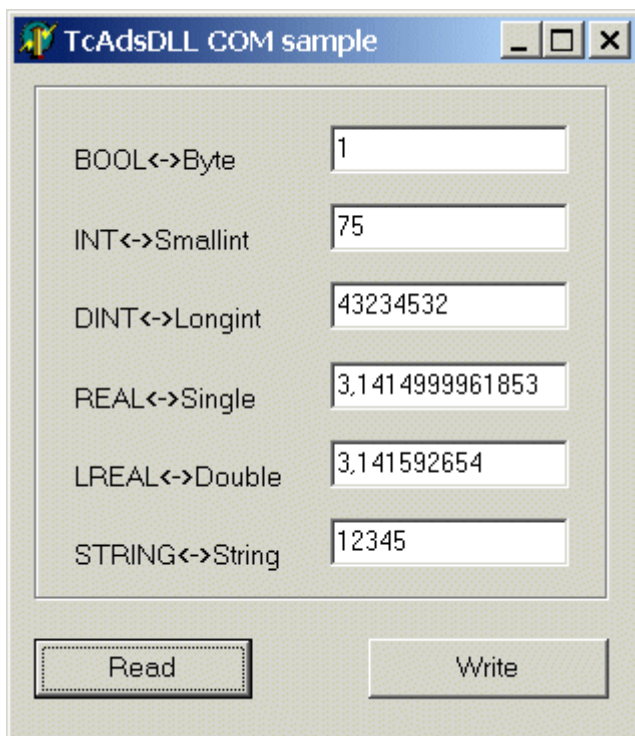 TcAdsDLL COM sample
BOOL<->Byte 1
INT<->Smallint 75
DINT<->Longint 43234532
REAL<->Single 3,1414999961853
LREAL<->Double 3,141592654
STRING<->String 12345
Read Write